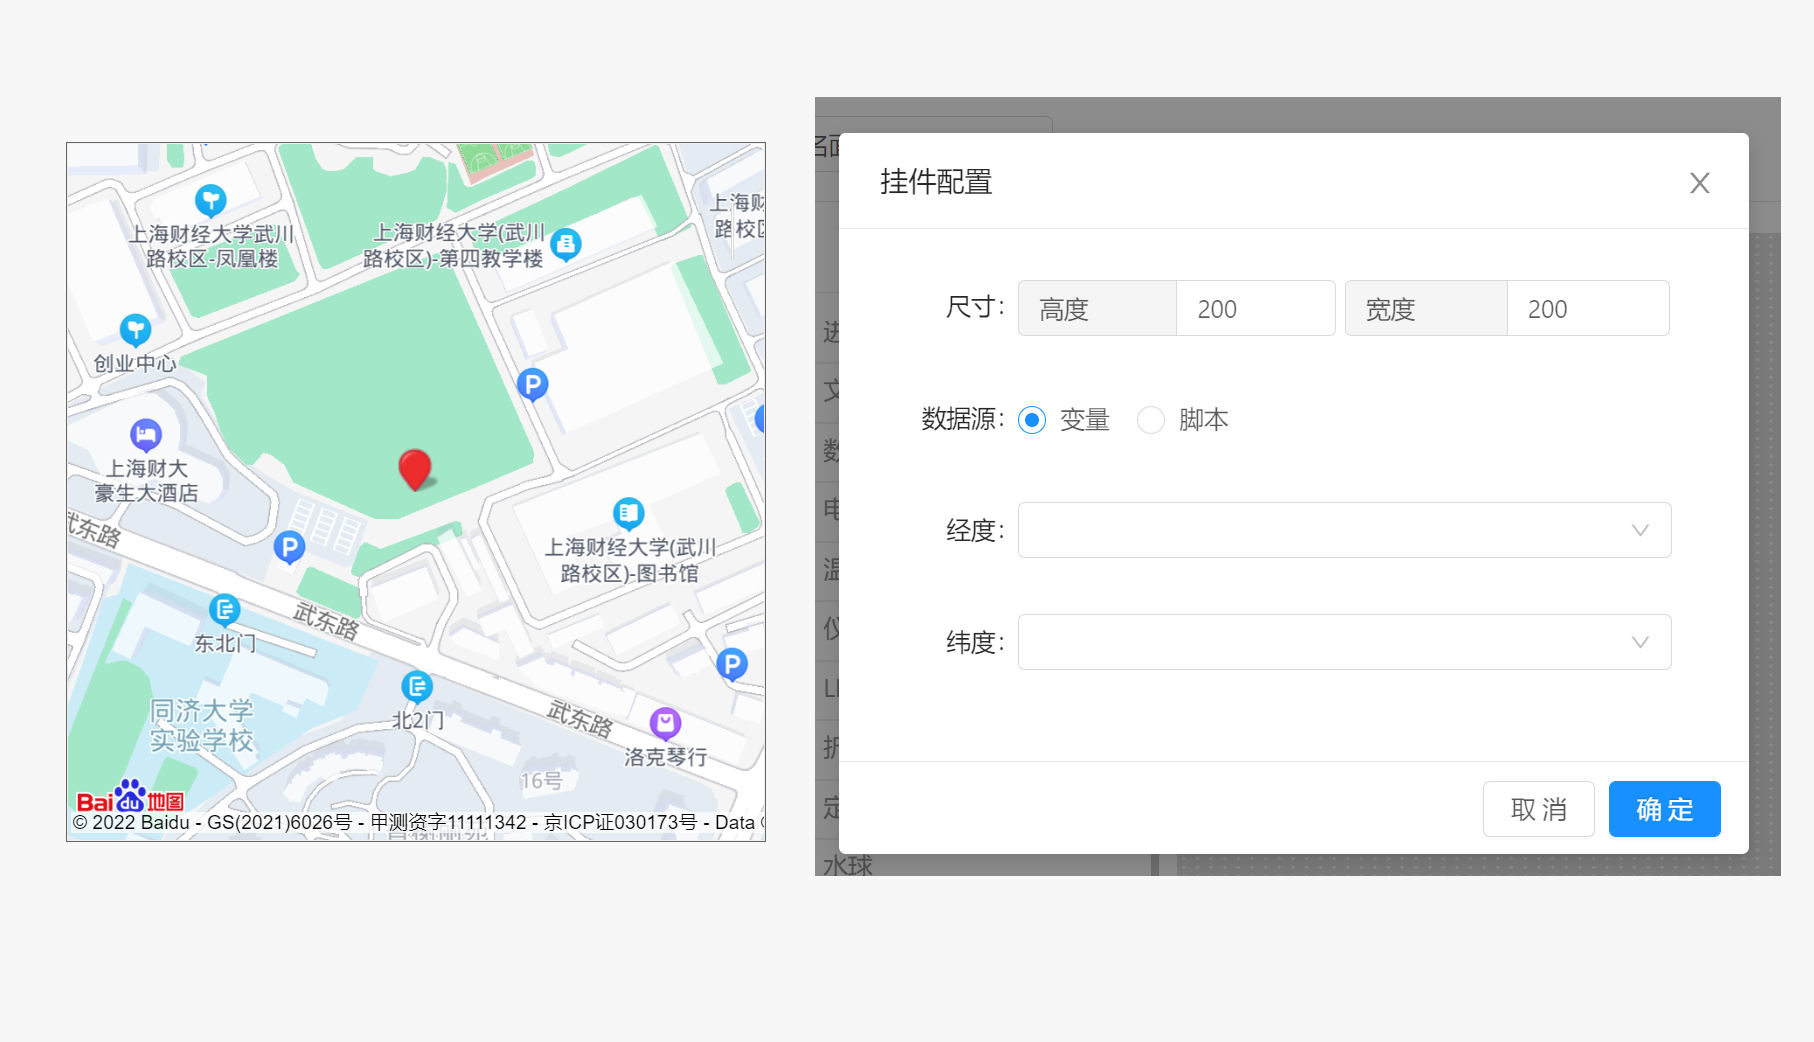 上海财经大学武川
路校区-凤凰楼
上海财经大学(武川
路校区)-第四教学楼
上海财
路校区
创业中心
P
上海财大
豪生大酒店
武东路
P
上海财经大学(武川
路校区)-图书馆
武东路
东北门
P
北2门
武东路
同济大学
实验学校
洛克琴行
16号
Bai du 地图
© 2022 Baidu - GS(2021)6026号 - 甲测资字11111342 - 京ICP证030173号 - Data
挂件配置
尺寸:
高度
200
宽度
200
数据源:
变量
脚本
经度:
纬度:
取 消
确 定
水球